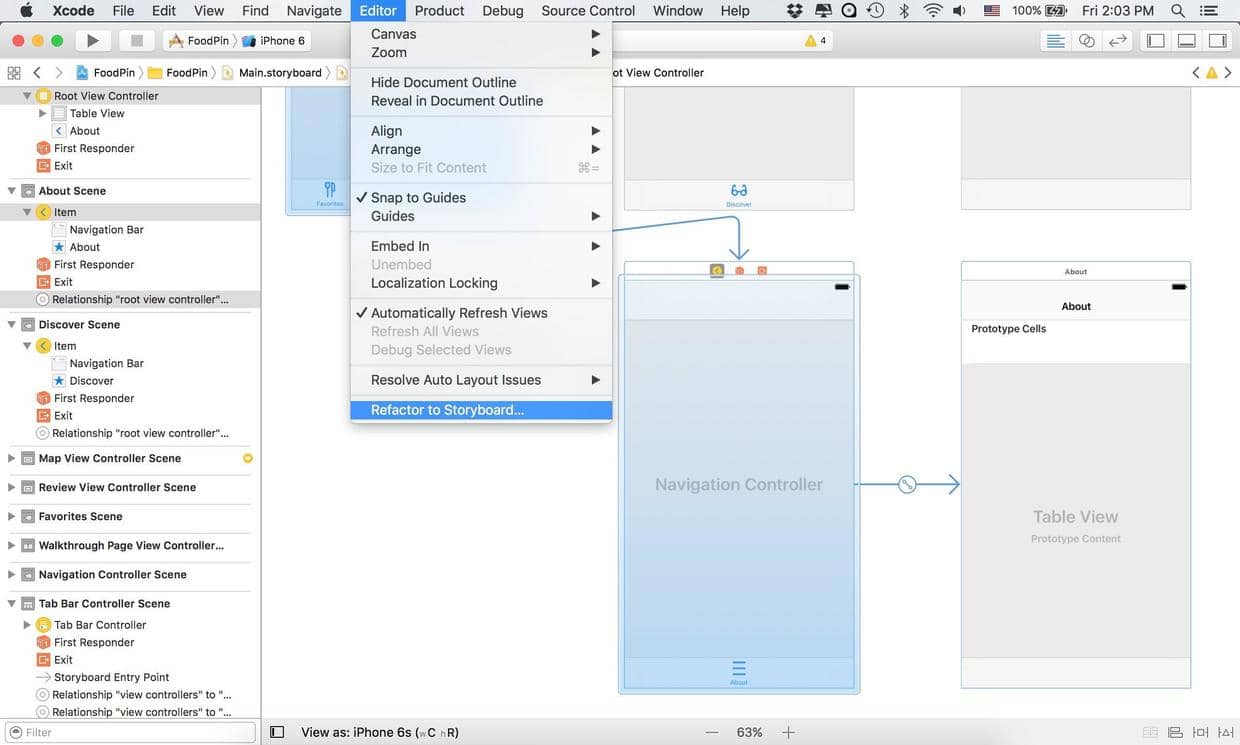 Xcode File Edit View Find Navigate Editor Product Debug Source Control Window Help 100% Fri 2:03 PM
FoodPin iPhone 6 4
FoodPin FoodPin Main.storyboard ot View Controller
Canvas
Zoom
Hide Document Outline
Reveal in Document Outline
Align
Arrange
Size to Fit Content ⌘=
Snap to Guides
Guides
Embed In
Unembed
Localization Locking
Automatically Refresh Views
Refresh All Views
Debug Selected Views
Resolve Auto Layout Issues
Refactor to Storyboard...
Root View Controller
Table View
About
First Responder
Exit
About Scene
Item
Navigation Bar
About
First Responder
Exit
Relationship "root view controller"...
Discover Scene
Item
Navigation Bar
Discover
First Responder
Exit
Relationship "root view controller"...
Map View Controller Scene
Review View Controller Scene
Favorites Scene
Walkthrough Page View Controller...
Navigation Controller Scene
Tab Bar Controller Scene
Tab Bar Controller
First Responder
Exit
Storyboard Entry Point
Relationship "view controllers" to "...
Relationship "view controllers" to "...
Filter
Favorites
Discover
Navigation Controller
About
About
About
Prototype Cells
Table View
Prototype Content
View as: iPhone 6s (wC hR) 63%